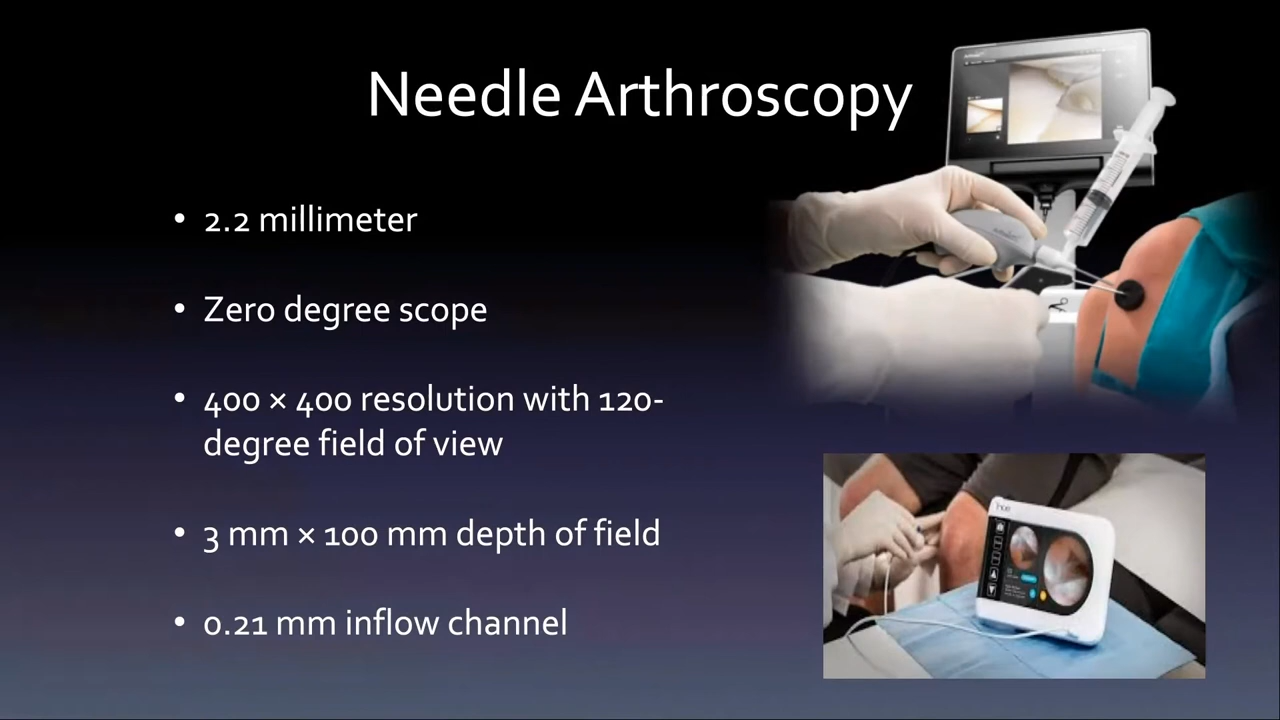 Needle Arthroscopy
• 2.2 millimeter
• Zero degree scope
• 400 × 400 resolution with 120-
degree field of view
• 3 mm × 100 mm depth of field
• 0.21 mm inflow channel